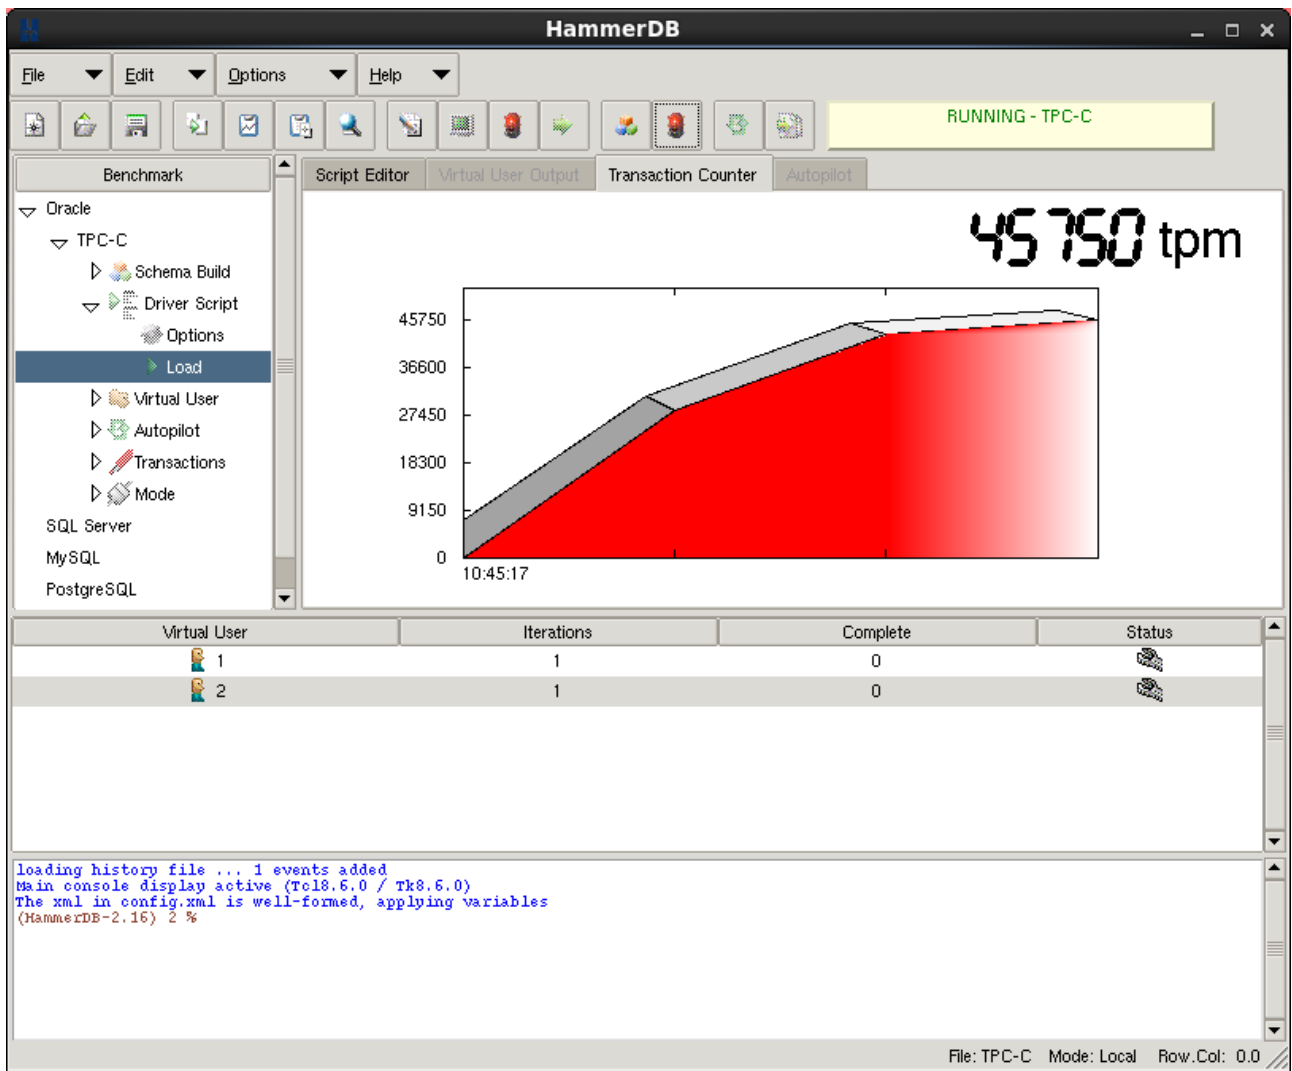 HammerDB
File Edit Options Help
RUNNING - TPC-C
Benchmark
Script Editor Virtual User Output Transaction Counter Autopilot
Oracle
TPC-C
Schema Build
Driver Script
Options
Load
Virtual User
Autopilot
Transactions
Mode
SQL Server
MySQL
PostgreSQL
45750 tpm
45750
36600
27450
18300
9150
0
10:45:17
Virtual User Iterations Complete Status
1 1 0
2 1 0
loading history file ... 1 events added
Main console display active (Tcl8.6.0 / Tk8.6.0)
The xml in config.xml is well-formed, applying variables
(HammerDB-2.16) 2 %
File: TPC-C Mode: Local Row.Col: 0.0